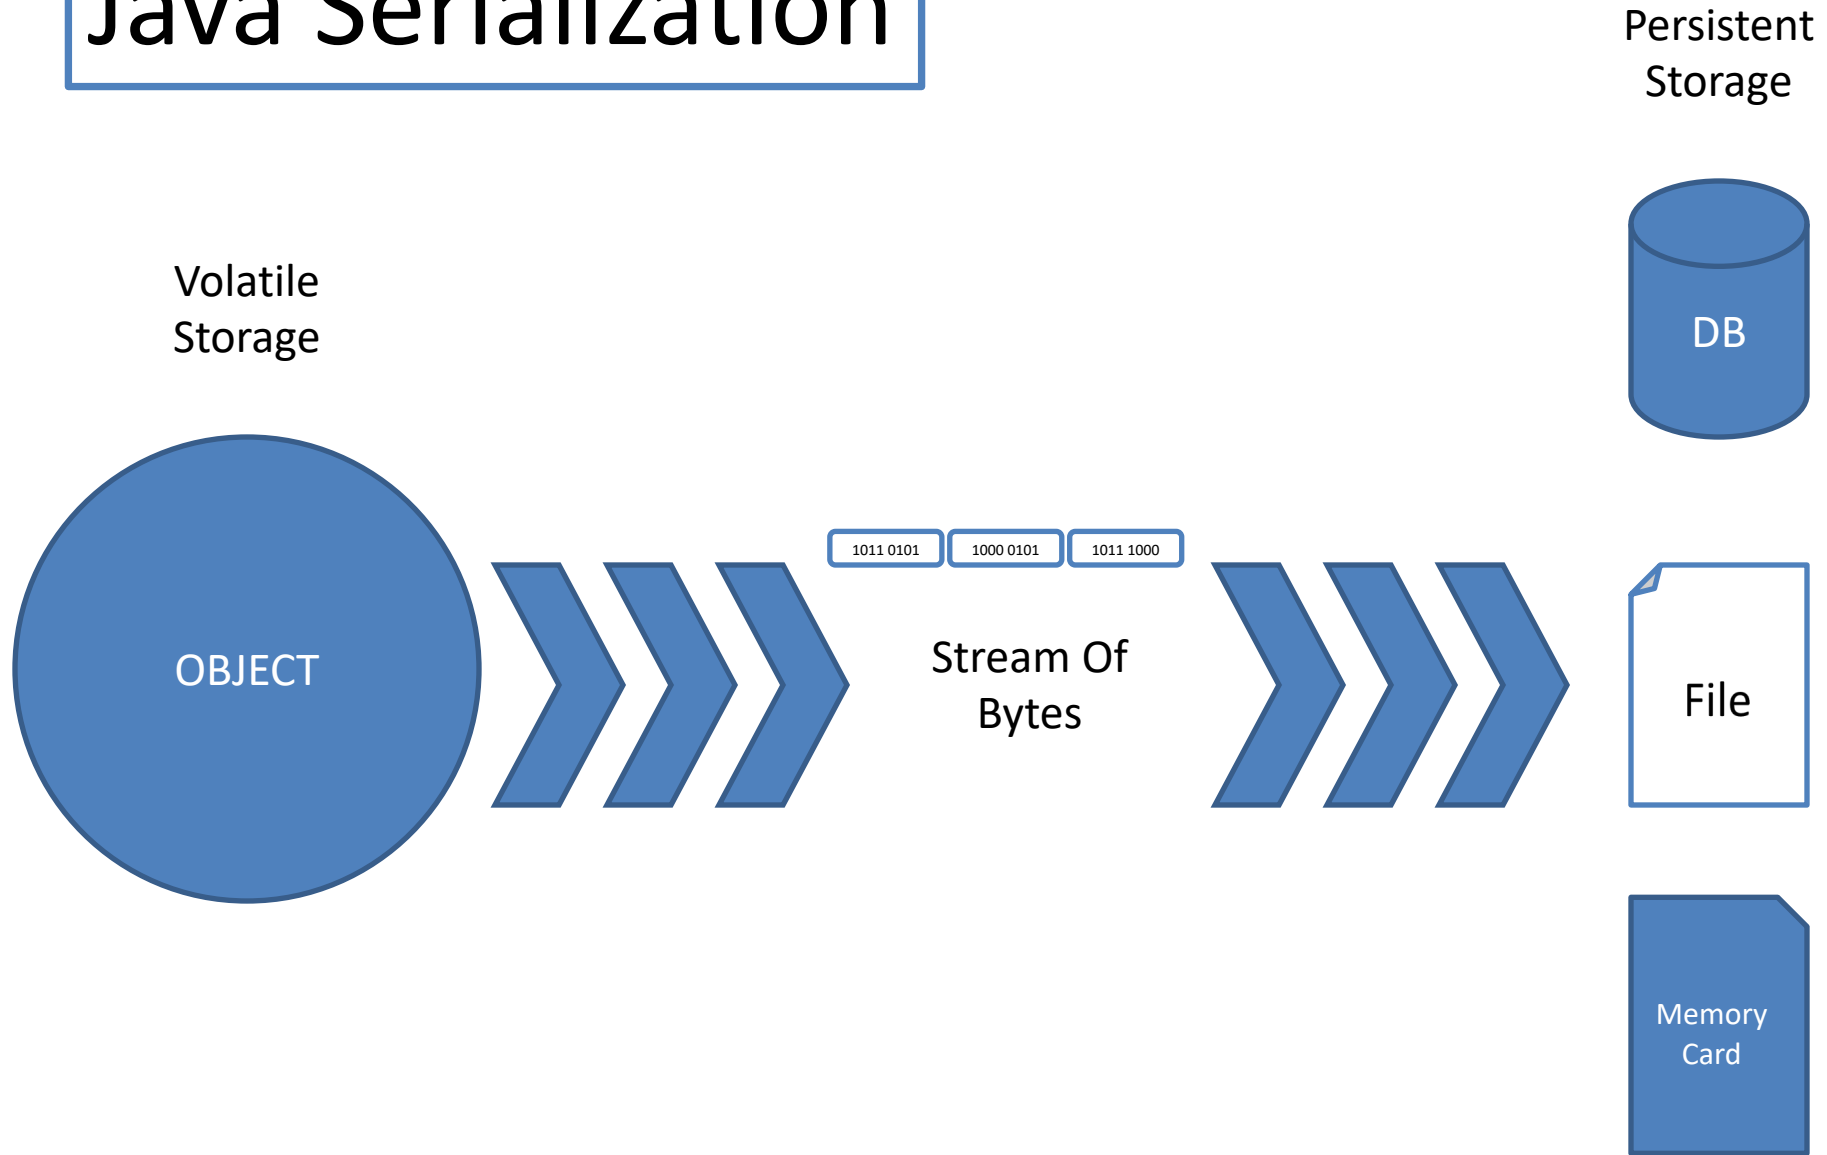 Java Serialization
Persistent
Storage
Volatile
Storage
DB
1011 0101
1000 0101
1011 1000
OBJECT
Stream Of
Bytes
File
Memory
Card